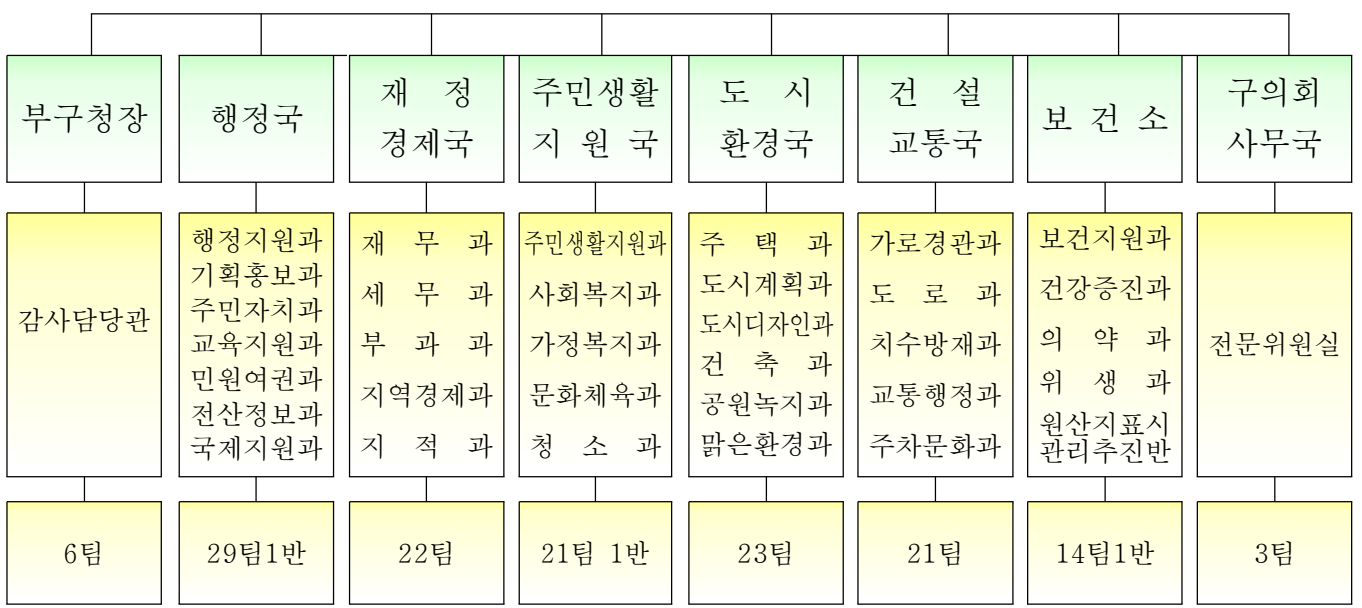 부구청장
행정국
재 정
경제국
주민생활
지 원 국
도 시
환경국
건 설
교통국
보 건 소
구의회
사무국
감사담당관
행정지원과
기획홍보과
주민자치과
교육지원과
민원여권과
전산정보과
국제지원과
재 무 과
세 무 과
부 과 과
지역경제과
지 적 과
주민생활지원과
사회복지과
가정복지과
문화체육과
청 소 과
주 택 과
도시계획과
도시디자인과
건 축 과
공원녹지과
맑은환경과
가로경관과
도 로 과
치수방재과
교통행정과
주차문화과
보건지원과
건강증진과
의 약 과
위 생 과
원산지표시
관리추진반
전문위원실
6팀
29팀1반
22팀
21팀 1반
23팀
21팀
14팀1반
3팀